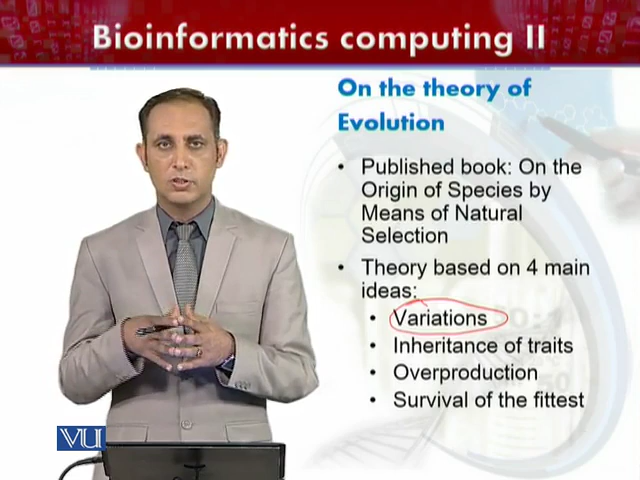 Bioinformatics computing II
On the theory of
Evolution
• Published book: On the
Origin of Species by
Means of Natural
Selection
• Theory based on 4 main
ideas:
• Variations
• Inheritance of traits
• Overproduction
• Survival of the fittest
VU